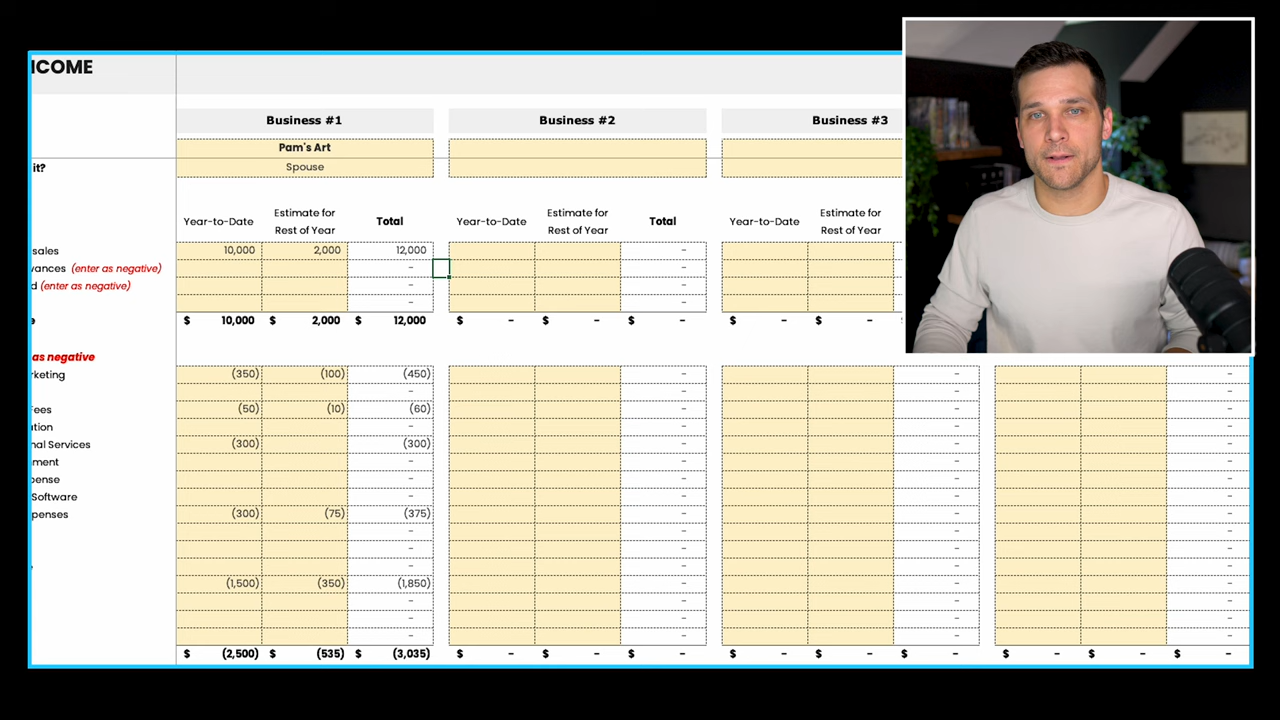 NCOME
Business #1 Business #2 Business #3
Pam's Art
it? Spouse
Year-to-Date Estimate for Rest of Year Total Year-to-Date Estimate for Rest of Year Total Year-to-Date Estimate for Rest of Year
sales 10,000 2,000 12,000 -
wances (enter as negative) - -
d (enter as negative) - -
- -
e $ 10,000 $ 2,000 $ 12,000 $ - $ - $ - $ - $ -
as negative
keting (350) (100) (450) - - -
- - - -
Fees (50) (10) (60) - - -
ation - - - -
nal Services (300) (300) - - -
ment - - - -
pense - - - -
Software - - - -
penses (300) (75) (375) - - -
- - - -
- - - -
- - - -
(1,500) (350) (1,850) - - -
- - - -
- - - -
- - - -
$ (2,500) $ (535) $ (3,035) $ - $ - $ - $ - $ - $ - $ - $ - $ -